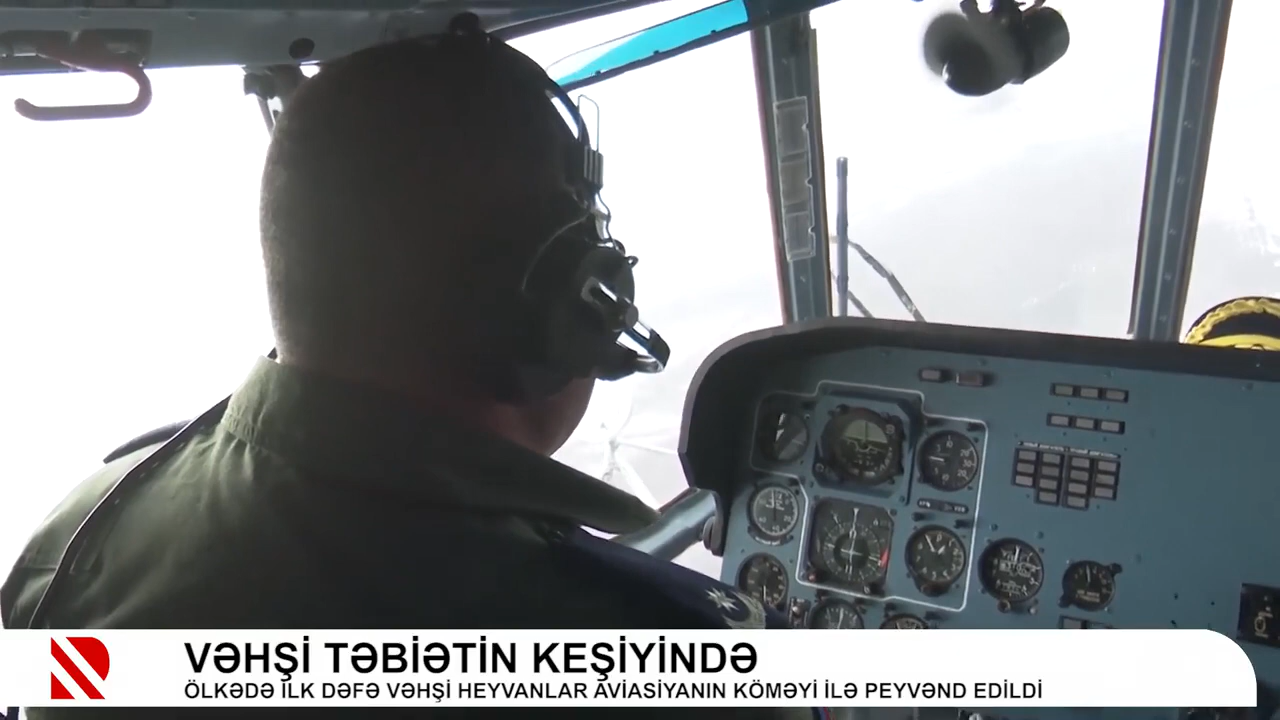 VƏHŞİ TƏBİƏTİN KEŞİYİNDƏ
ÖLKƏDƏ İLK DƏFƏ VƏHŞİ HEYVANLAR AVİASİYANIN KÖMƏYİ İLƏ PEYVƏND EDİLDİ